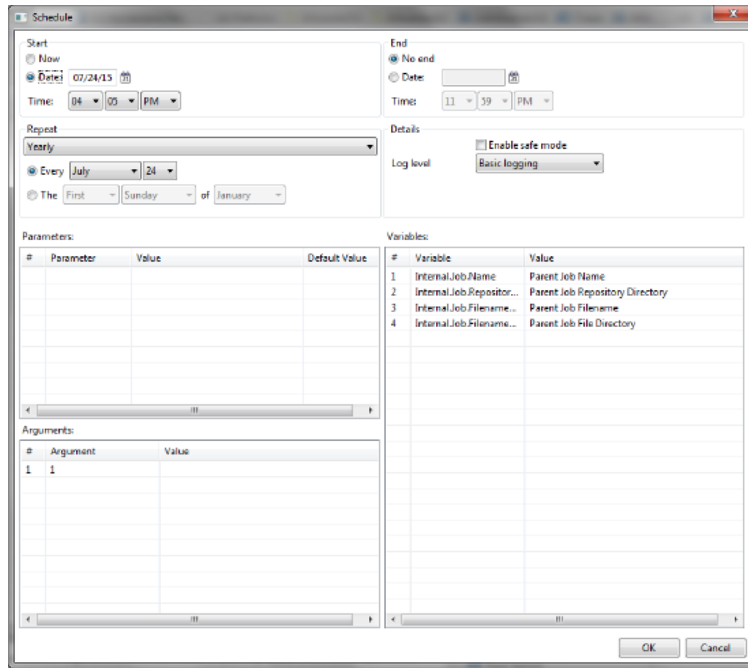 Schedule
Start
Now
Date: 07/24/15
Time: 04 05 PM
End
No end
Date:
Time: 11 59 PM
Repeat
Yearly
Every July 24
The First Sunday of January
Details
Enable safe mode
Log level Basic logging
Parameters:
# Parameter Value Default Value
Variables:
# Variable Value
1 Internal.Job.Name Parent Job Name
2 Internal.Job.Repositor... Parent Job Repository Directory
3 Internal.Job.Filename... Parent Job Filename
4 Internal.Job.Filename... Parent Job File Directory
Arguments:
# Argument Value
1 1
OK Cancel